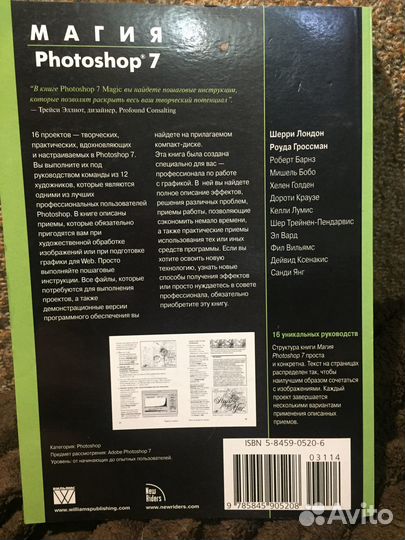 МАГИЯ
Photoshop® 7
"В книге Photoshop 7 Magic вы найдете пошаговые инструкции,
которые позволят раскрыть весь ваш творческий потенциал".
— Трейси Эллиот, дизайнер, Profound Consalting
16 проектов — творческих,
практических, вдохновляющих
и настраиваемых в Photoshop 7.
Вы выполните их под
руководством команды из 12
художников, которые являются
одними из лучших
профессиональных пользователей
Photoshop. В книге описаны
приемы, которые обязательно
пригодятся вам при
художественной обработке
изображений или при подготовке
графики для Web. Просто
выполняйте пошаговые
инструкции. Все файлы, которые
потребуются для выполнения
проектов, а также
демонстрационные версии
программного обеспечения вы
найдете на прилагаемом
компакт-диске.
Эта книга была создана
специально для вас —
профессионала по работе
с графикой. В ней вы найдете
полное описание эффектов,
решения различных проблем,
приемы работы, позволяющие
сэкономить немало времени,
а также практические приемы
использования тех или иных
средств программы. Если вы
хотите освоить новую
технологию, узнать новые
способы получения эффектов
или просто нуждаетесь в совете
профессионала, обязательно
приобретите эту книгу.
Шерри Лондон
Роуда Гроссман
Роберт Барнз
Мишель Бобо
Хелен Голден
Дороти Краузе
Келли Лумис
Шер Трейнен-Пендарвис
Эл Вард
Фил Вильямс
Дейвид Ксенакис
Санди Янг
16 уникальных руководств
Структура книги Магия
Photoshop 7 проста
и конкретна. Текст на страницах
распределен так, чтобы
наилучшим образом сочетаться
с изображениями. Каждый
проект завершается
несколькими вариантами
применения описанных
приемов.
Категория: Photoshop
Предмет рассмотрения: Adobe Photoshop 7
Уровень: от начинающих до опытных пользователей.
ВИЛЬЯМС
www.williamspublishing.com
New
Riders
www.newriders.com
ISBN 5-8459-0520-6
03114
9 785845 905208
Avito